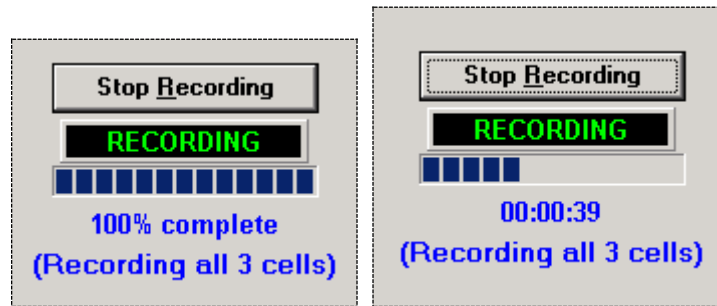 Stop Recording
RECORDING
100% complete
(Recording all 3 cells)
Stop Recording
RECORDING
00:00:39
(Recording all 3 cells)